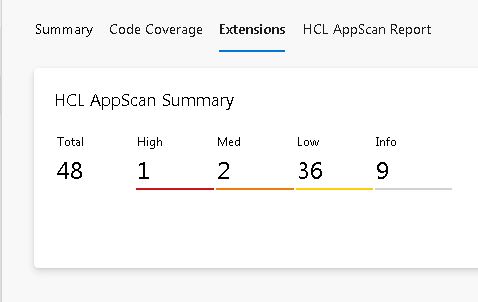 Summary Code Coverage Extensions HCL AppScan Report
HCL AppScan Summary
Total High Med Low Info
48 1 2 36 9